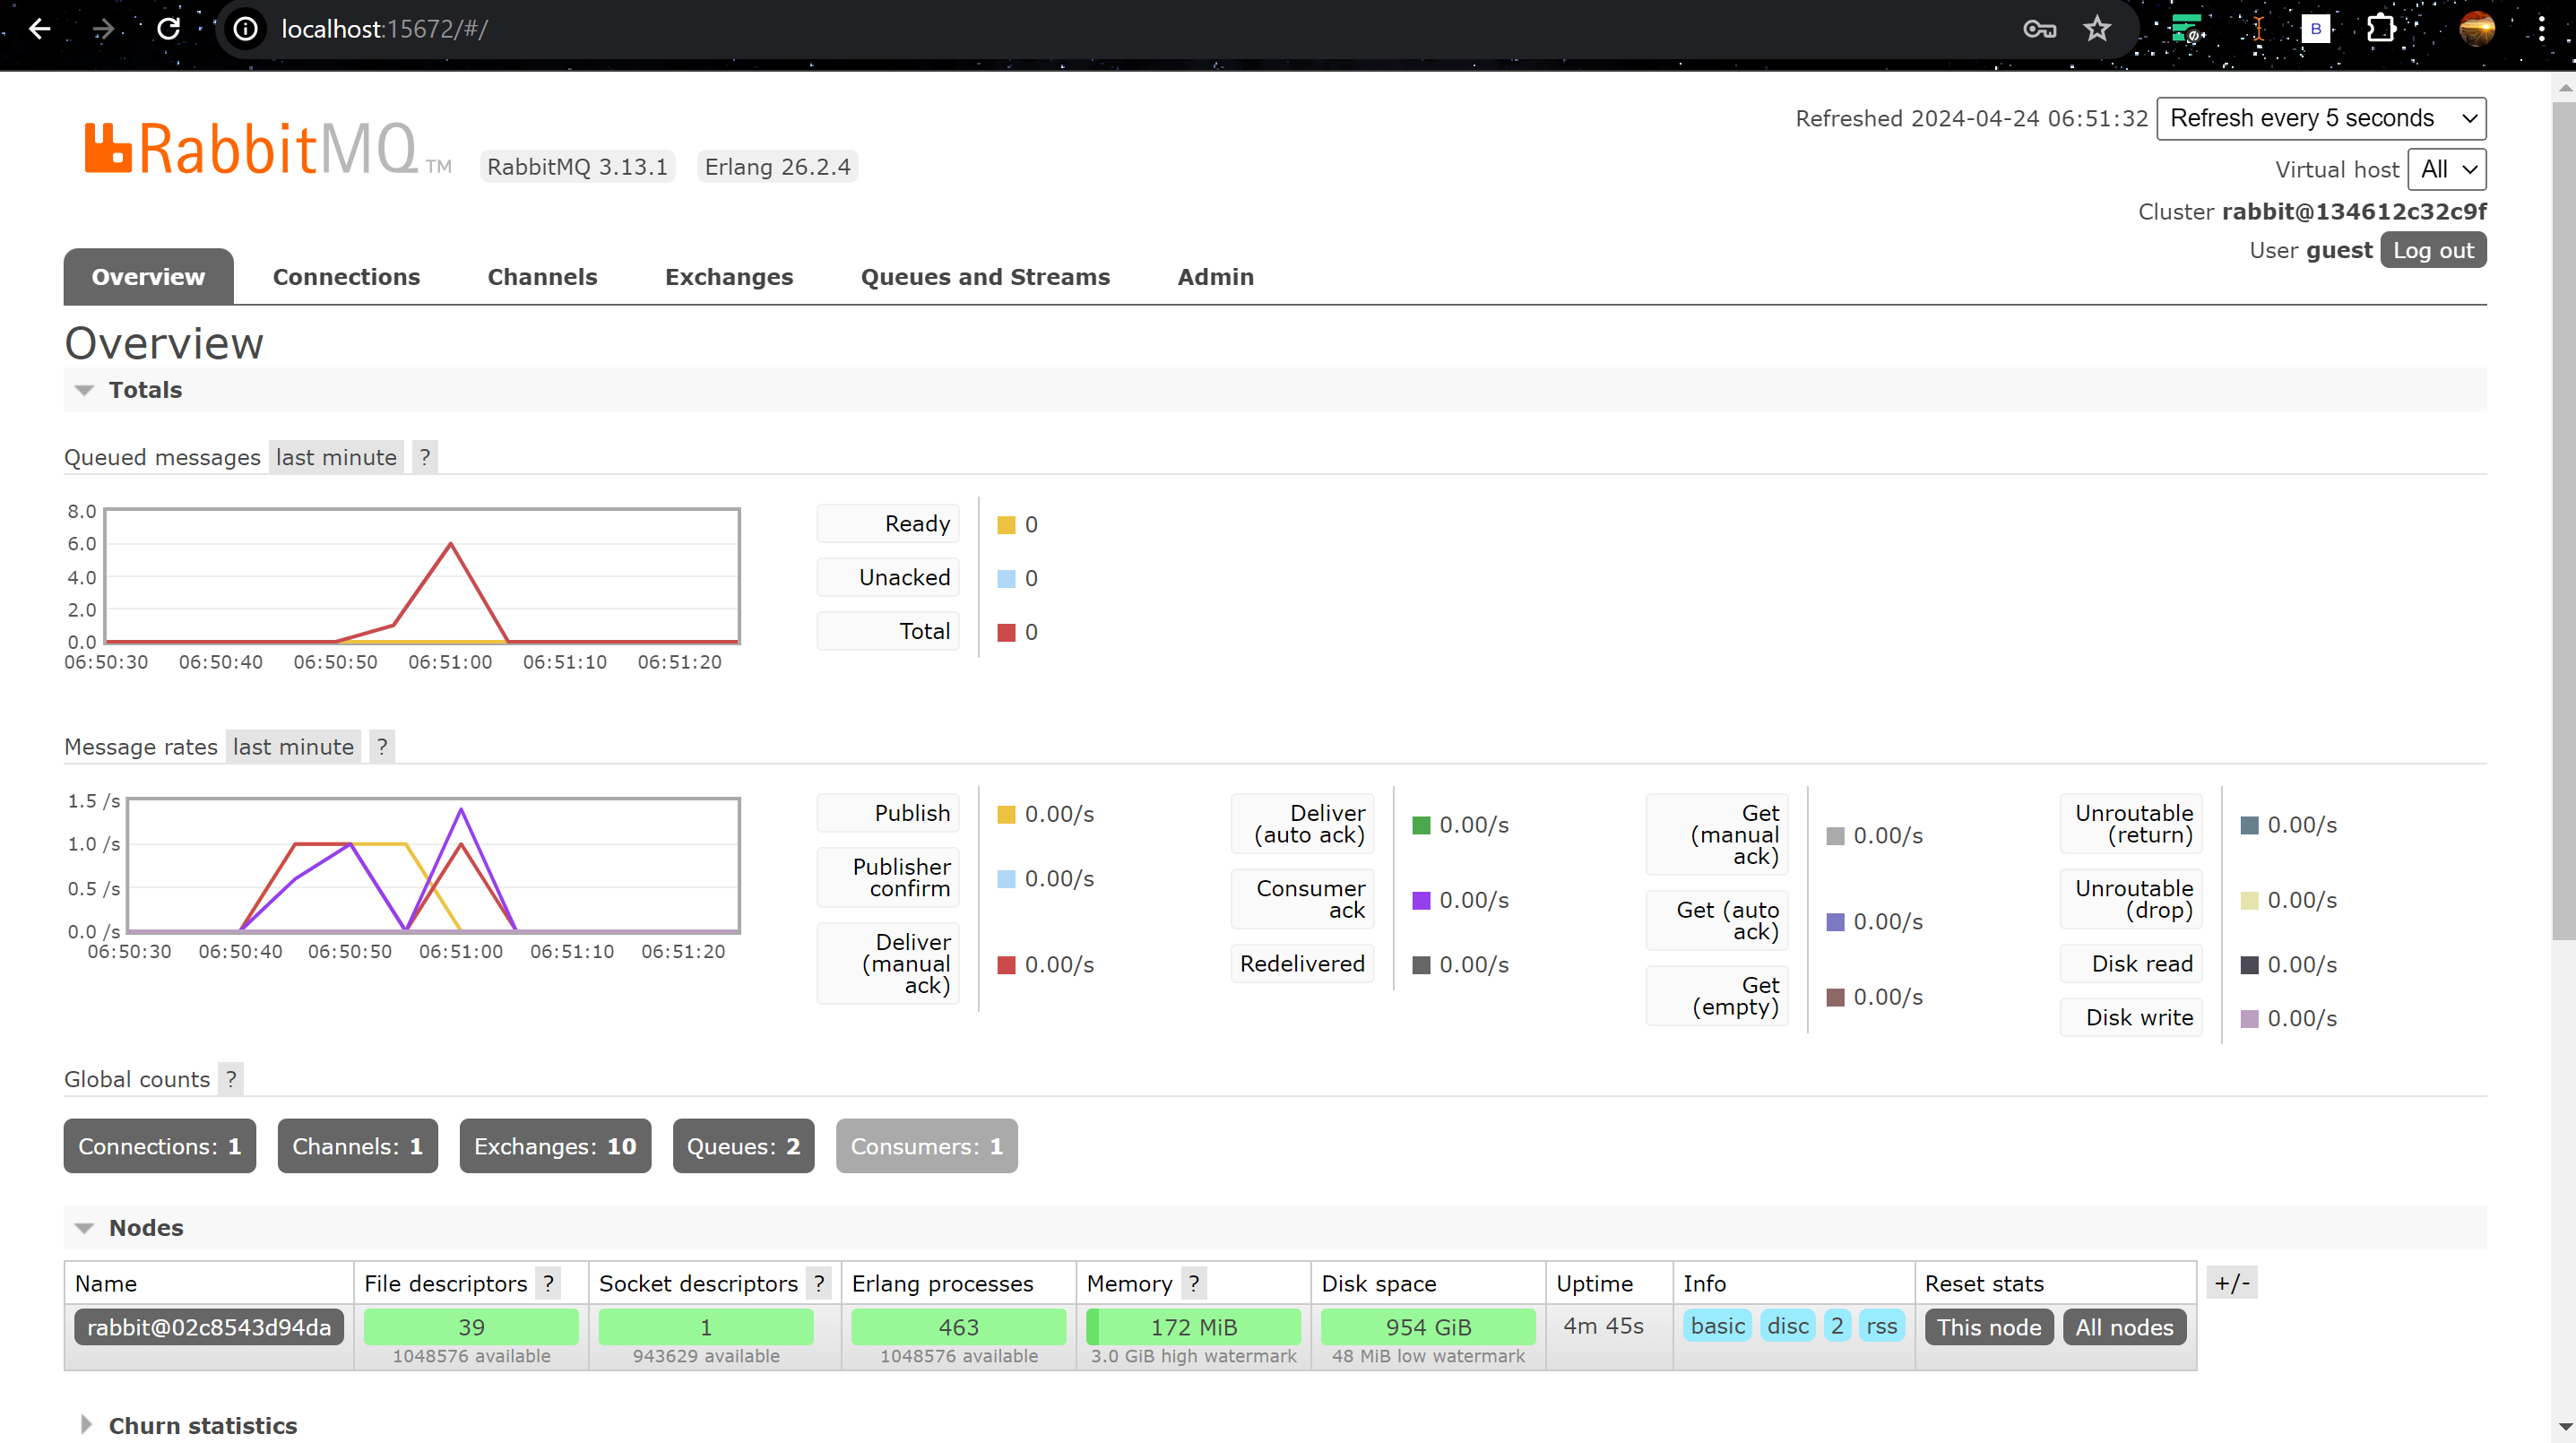 localhost:15672/#/
B
RabbitMQ TM RabbitMQ 3.13.1 Erlang 26.2.4
Refreshed 2024-04-24 06:51:32 Refresh every 5 seconds
Virtual host All
Cluster rabbit@134612c32c9f
User guest Log out
Overview Connections Channels Exchanges Queues and Streams Admin
Overview
Totals
Queued messages last minute ?
8.0
6.0
4.0
2.0
0.0
06:50:30 06:50:40 06:50:50 06:51:00 06:51:10 06:51:20
Ready 0
Unacked 0
Total 0
Message rates last minute ?
1.5 /s
1.0 /s
0.5 /s
0.0 /s
06:50:30 06:50:40 06:50:50 06:51:00 06:51:10 06:51:20
Publish 0.00/s
Publisher
confirm 0.00/s
Deliver
(manual
ack) 0.00/s
Deliver
(auto ack) 0.00/s
Consumer
ack 0.00/s
Redelivered 0.00/s
Get
(manual
ack) 0.00/s
Get (auto
ack) 0.00/s
Get
(empty) 0.00/s
Unroutable
(return) 0.00/s
Unroutable
(drop) 0.00/s
Disk read 0.00/s
Disk write 0.00/s
Global counts ?
Connections: 1 Channels: 1 Exchanges: 10 Queues: 2 Consumers: 1
Nodes
Name File descriptors ? Socket descriptors ? Erlang processes Memory ? Disk space Uptime Info Reset stats +/-
rabbit@02c8543d94da 39 1 463 172 MiB 954 GiB 4m 45s basic disc 2 rss This node All nodes
1048576 available 943629 available 1048576 available 3.0 GiB high watermark 48 MiB low watermark
Churn statistics